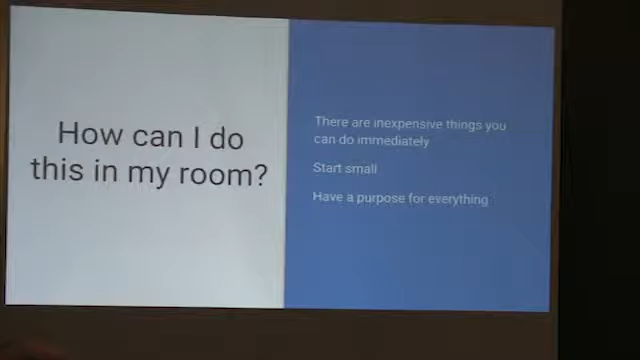 How can I do
this in my room?
There are inexpensive things you
can do immediately
Start small
Have a purpose for everything